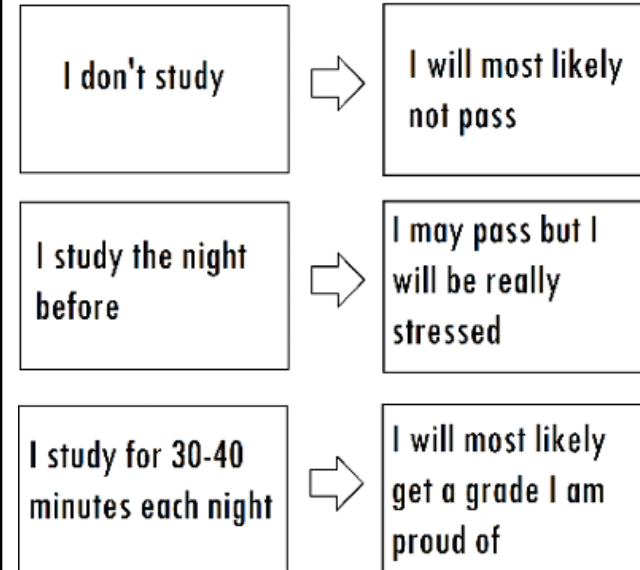 I don't study
I will most likely
not pass
I study the night
before
I may pass but I
will be really
stressed
I study for 30-40
minutes each night
I will most likely
get a grade I am
proud of